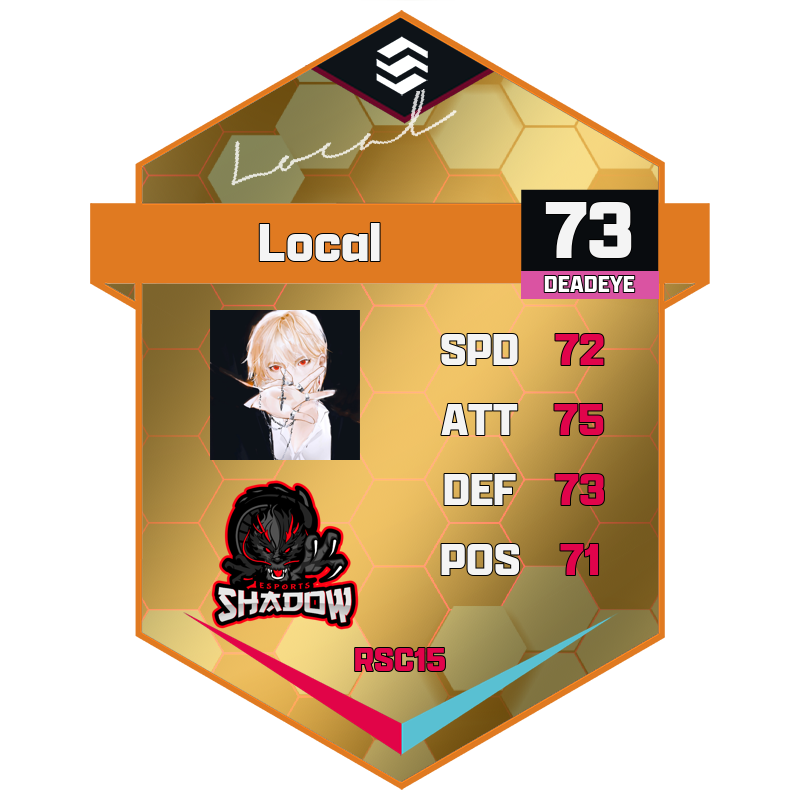 Local
Local
73
DEADEYE
SPD 72
ATT 75
DEF 73
POS 71
ESPORTS
SHADOW
RSC15